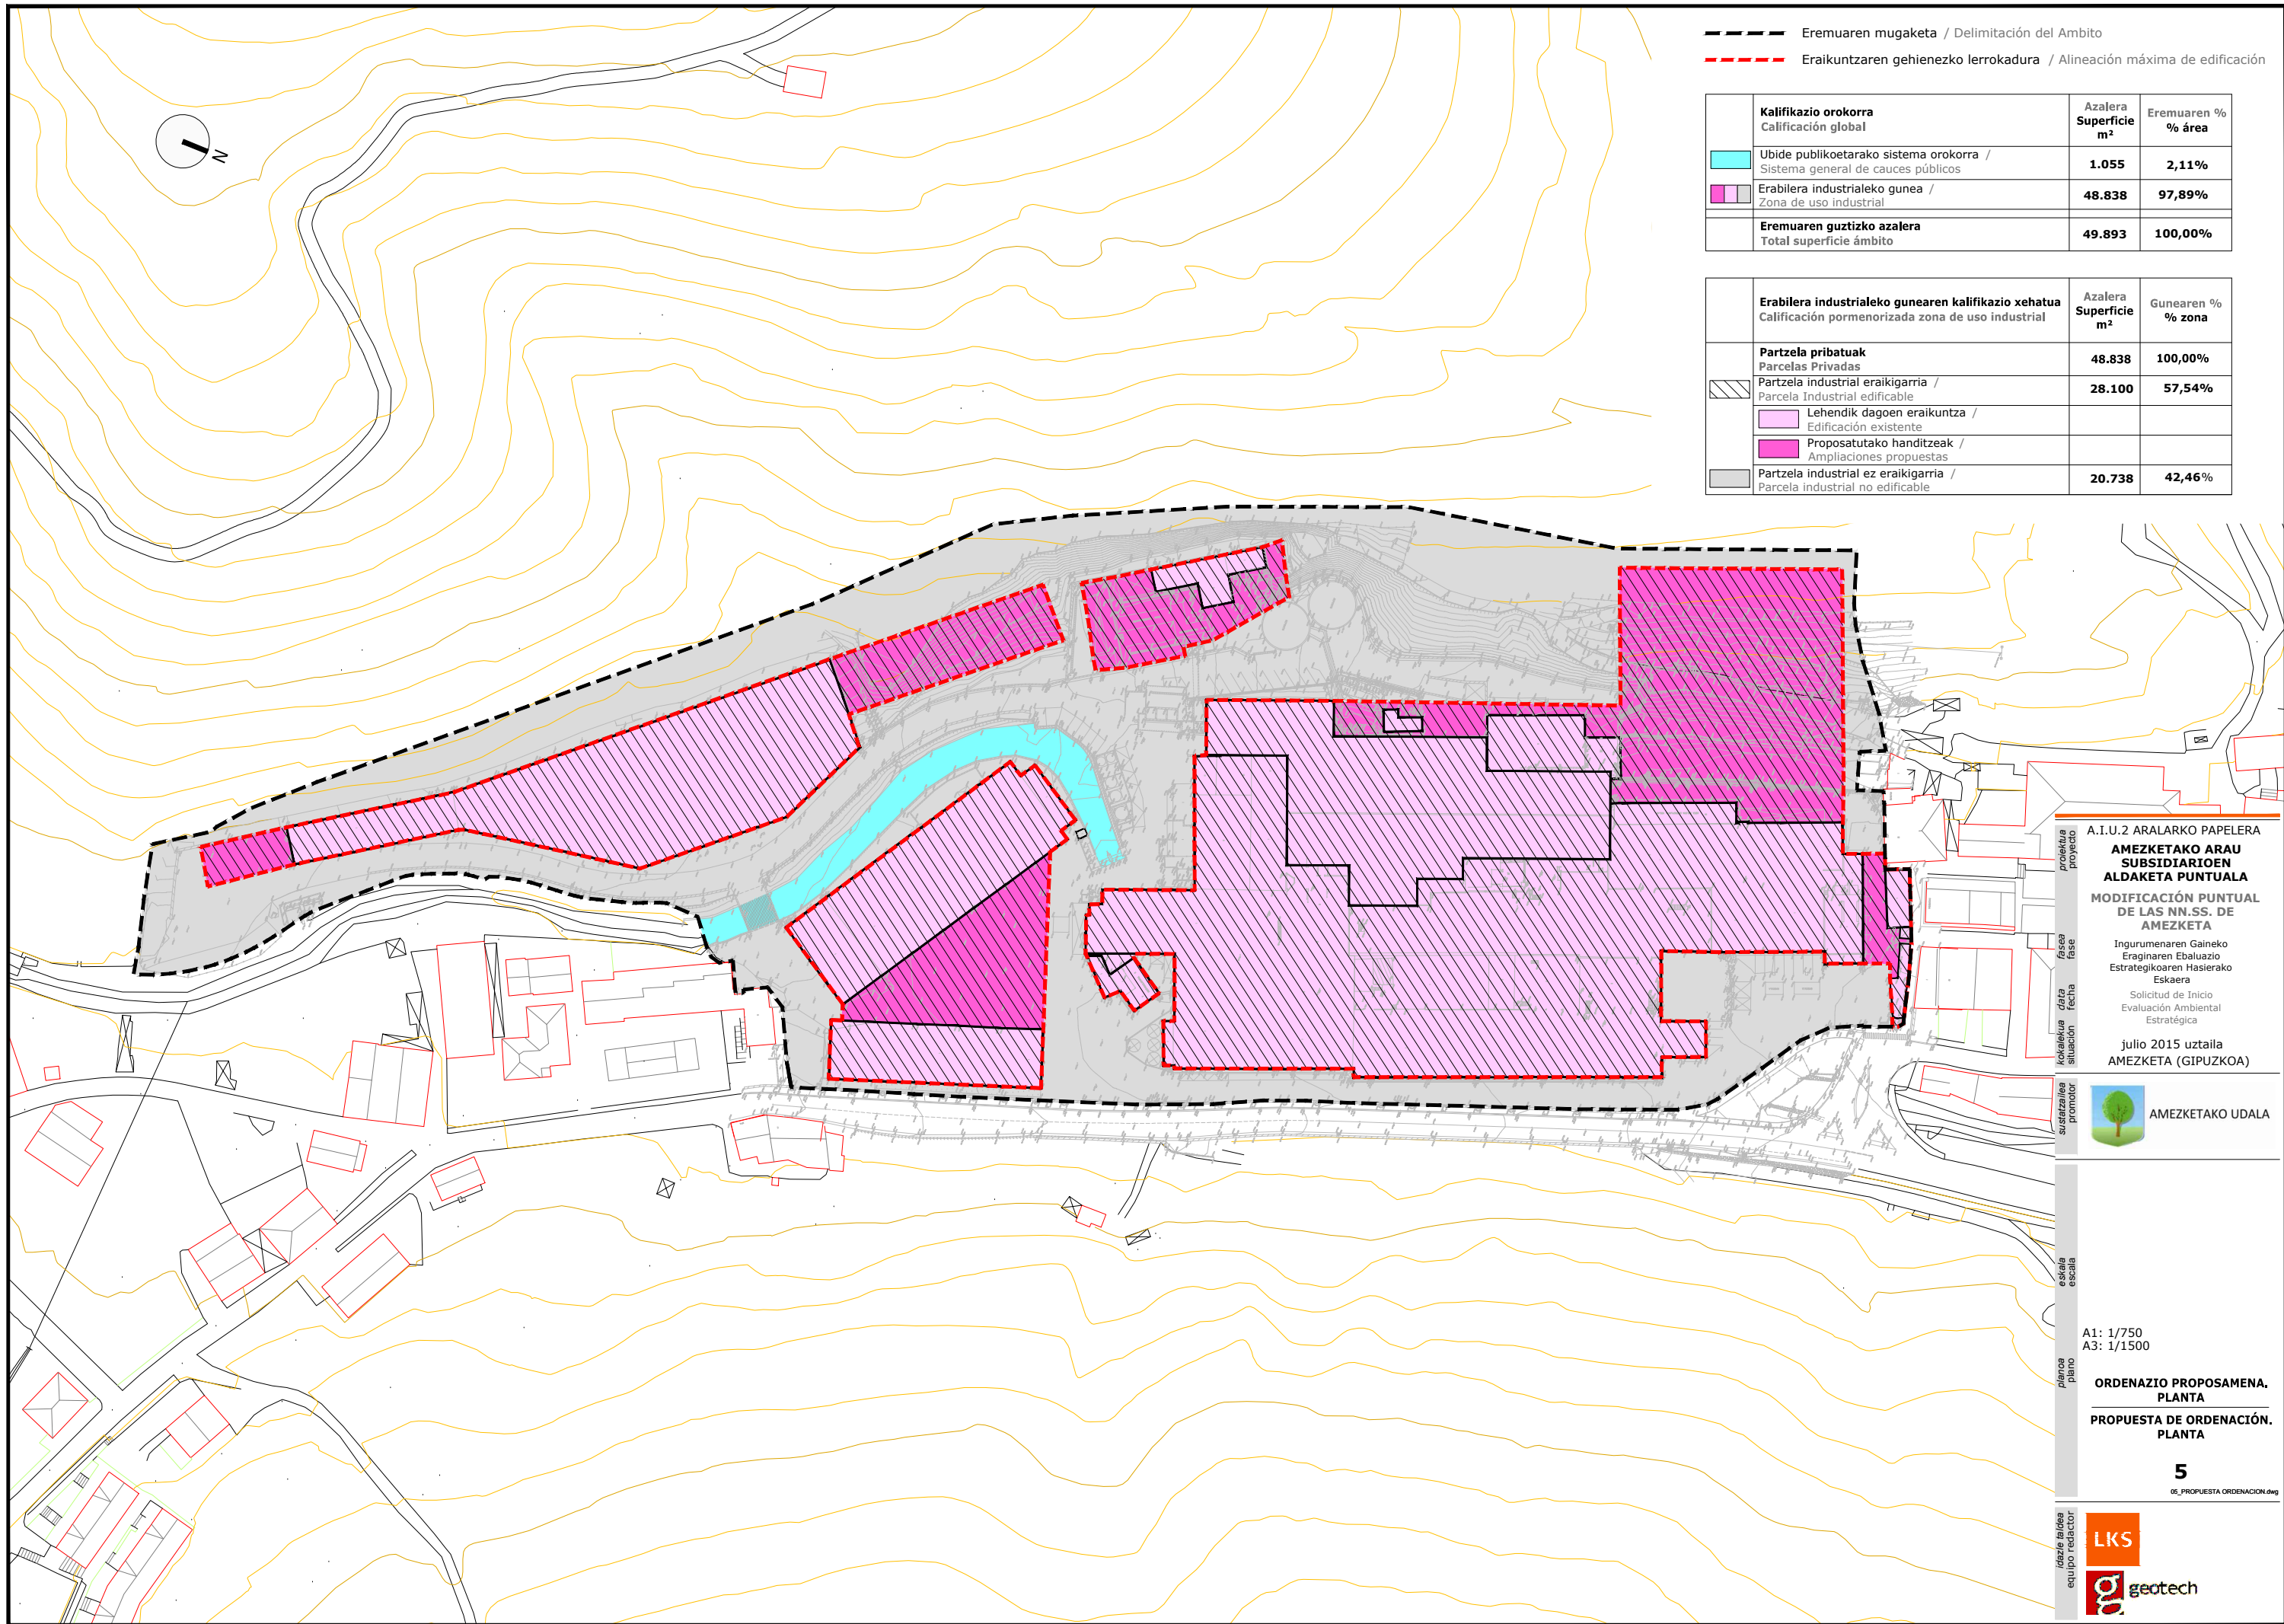 Eremuaren mugaketa / Delimitación del Ambito
Eraikuntzaren gehienezko lerrokadura / Alineación máxima de edificación
N
Kalifikazio orokorra
Calificación global
Azalera
Superficie
m²
Eremuaren %
% área
Ubide publikoetarako sistema orokorra /
Sistema general de cauces públicos
1.055
2,11%
Erabilera industrialeko gunea /
Zona de uso industrial
48.838
97,89%
Eremuaren guztizko azalera
Total superficie ámbito
49.893
100,00%
Erabilera industrialeko gunearen kalifikazio xehatua
Calificación pormenorizada zona de uso industrial
Azalera
Superficie
m²
Gunearen %
% zona
Partzela pribatuak
Parcelas Privadas
48.838
100,00%
Partzela industrial eraikigarria /
Parcela Industrial edificable
28.100
57,54%
Lehendik dagoen eraikuntza /
Edificación existente
Proposatutako handitzeak /
Ampliaciones propuestas
Partzela industrial ez eraikigarria /
Parcela industrial no edificable
20.738
42,46%
proiektua
proyecto
A.I.U.2 ARALARKO PAPELERA
AMEZKETAKO ARAU
SUBSIDIARIOEN
ALDAKETA PUNTUALA
MODIFICACIÓN PUNTUAL
DE LAS NN.SS. DE
AMEZKETA
fasea
fase
Ingurumenaren Gaineko
Eraginaren Ebaluazio
Estrategikoaren Hasierako
Eskaera
Solicitud de Inicio
Evaluación Ambiental
Estratégica
data
fecha
julio 2015 uztaila
kokalekua
situación
AMEZKETA (GIPUZKOA)
sustatzailea
promotor
AMEZKETAKO UDALA
eskala
escala
A1: 1/750
A3: 1/1500
planoa
plano
ORDENAZIO PROPOSAMENA.
PLANTA
PROPUESTA DE ORDENACIÓN.
PLANTA
5
05_PROPUESTA ORDENACION.dwg
idazle taldea
equipo redactor
LKS
g geotech